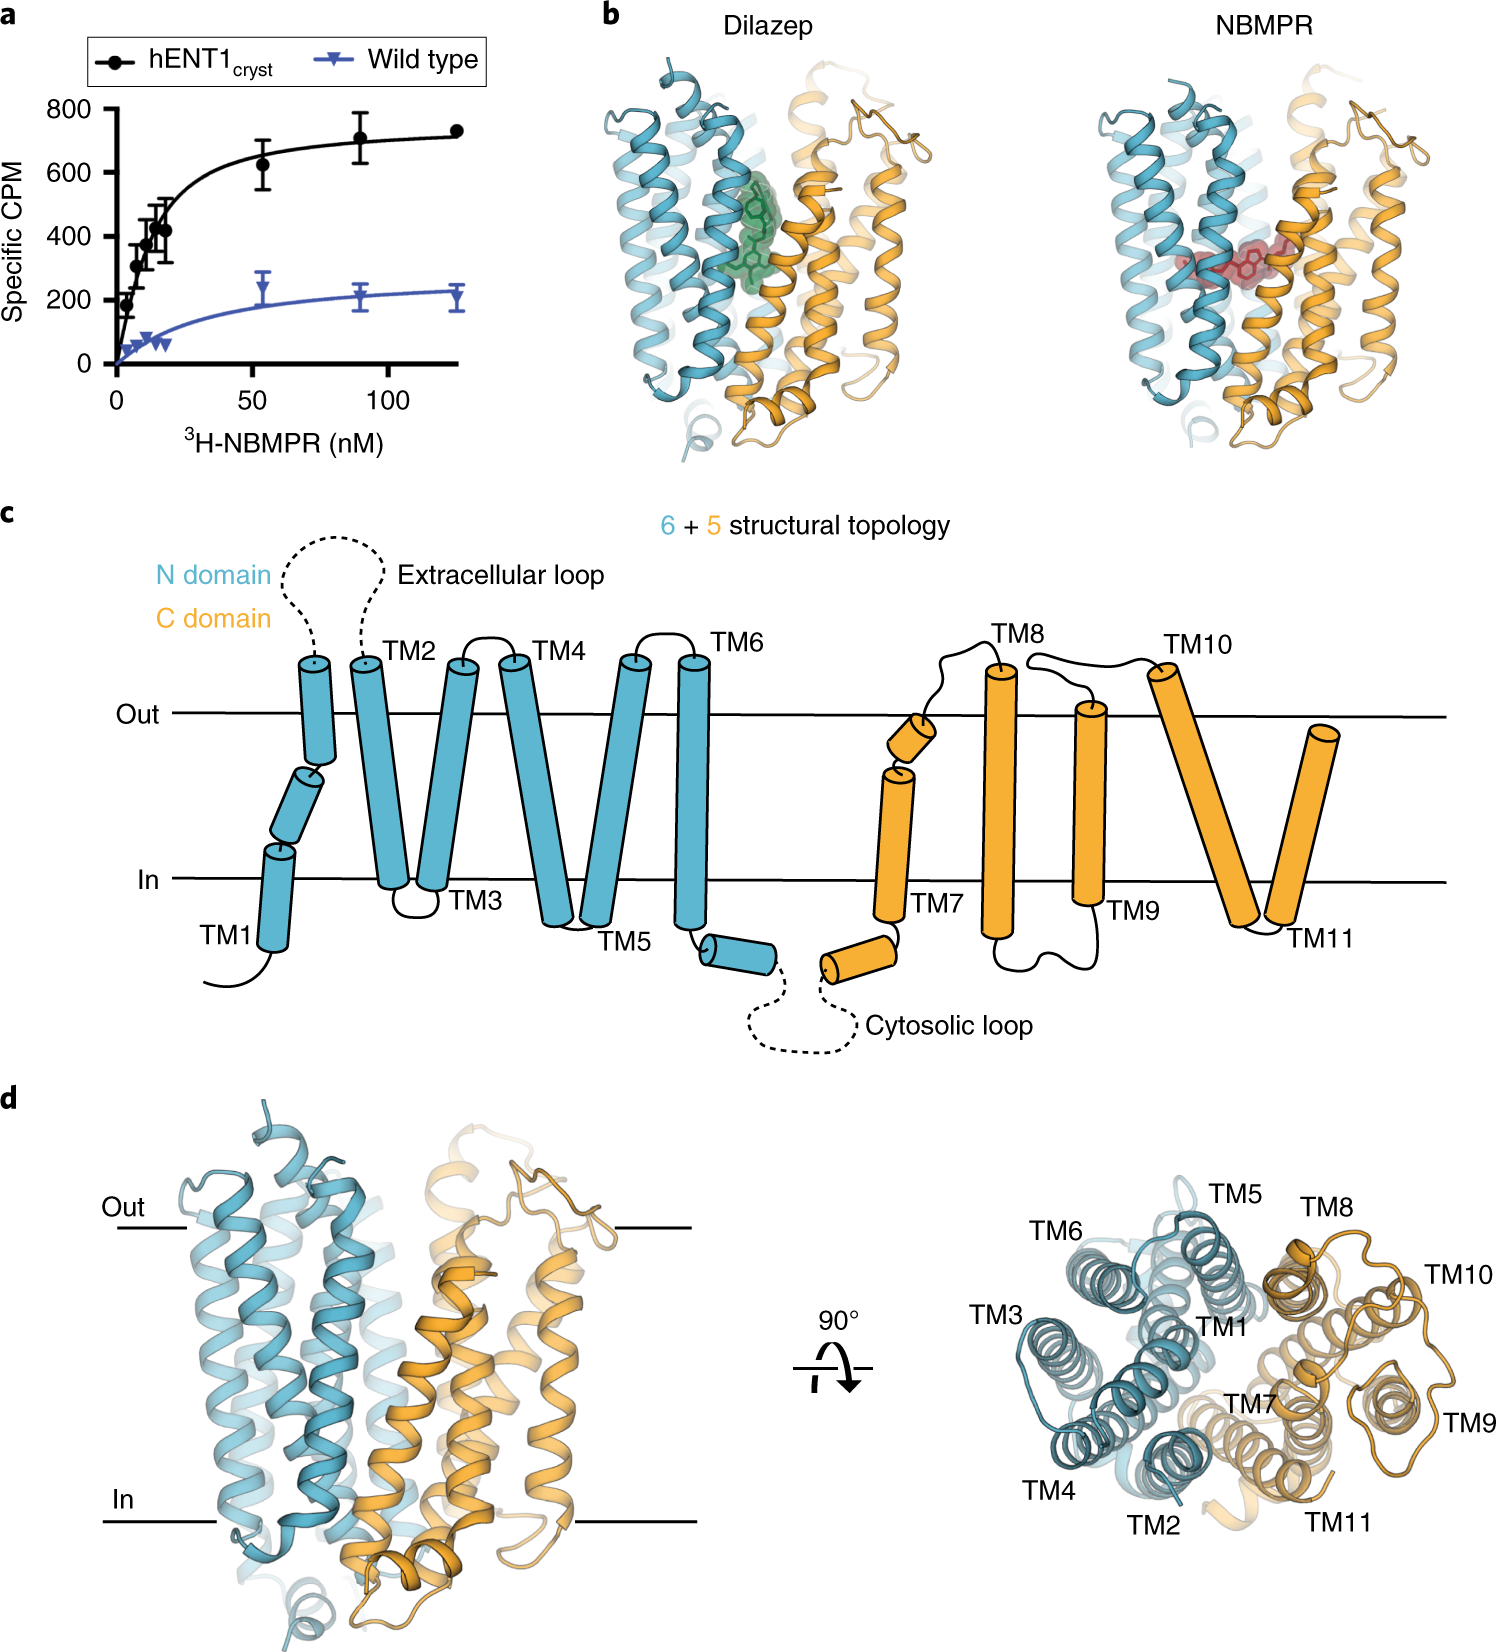 a
hENT1cryst
Wild type
Specific CPM
800
600
400
200
0
0
50
100
³H-NBMPR (nM)
b
Dilazep
NBMPR
c
6 + 5 structural topology
N domain
C domain
Extracellular loop
TM2
TM4
TM6
TM8
TM10
Out
In
TM1
TM3
TM5
TM7
TM9
TM11
Cytosolic loop
d
Out
In
90°
TM5
TM8
TM6
TM10
TM3
TM1
TM7
TM9
TM4
TM2
TM11